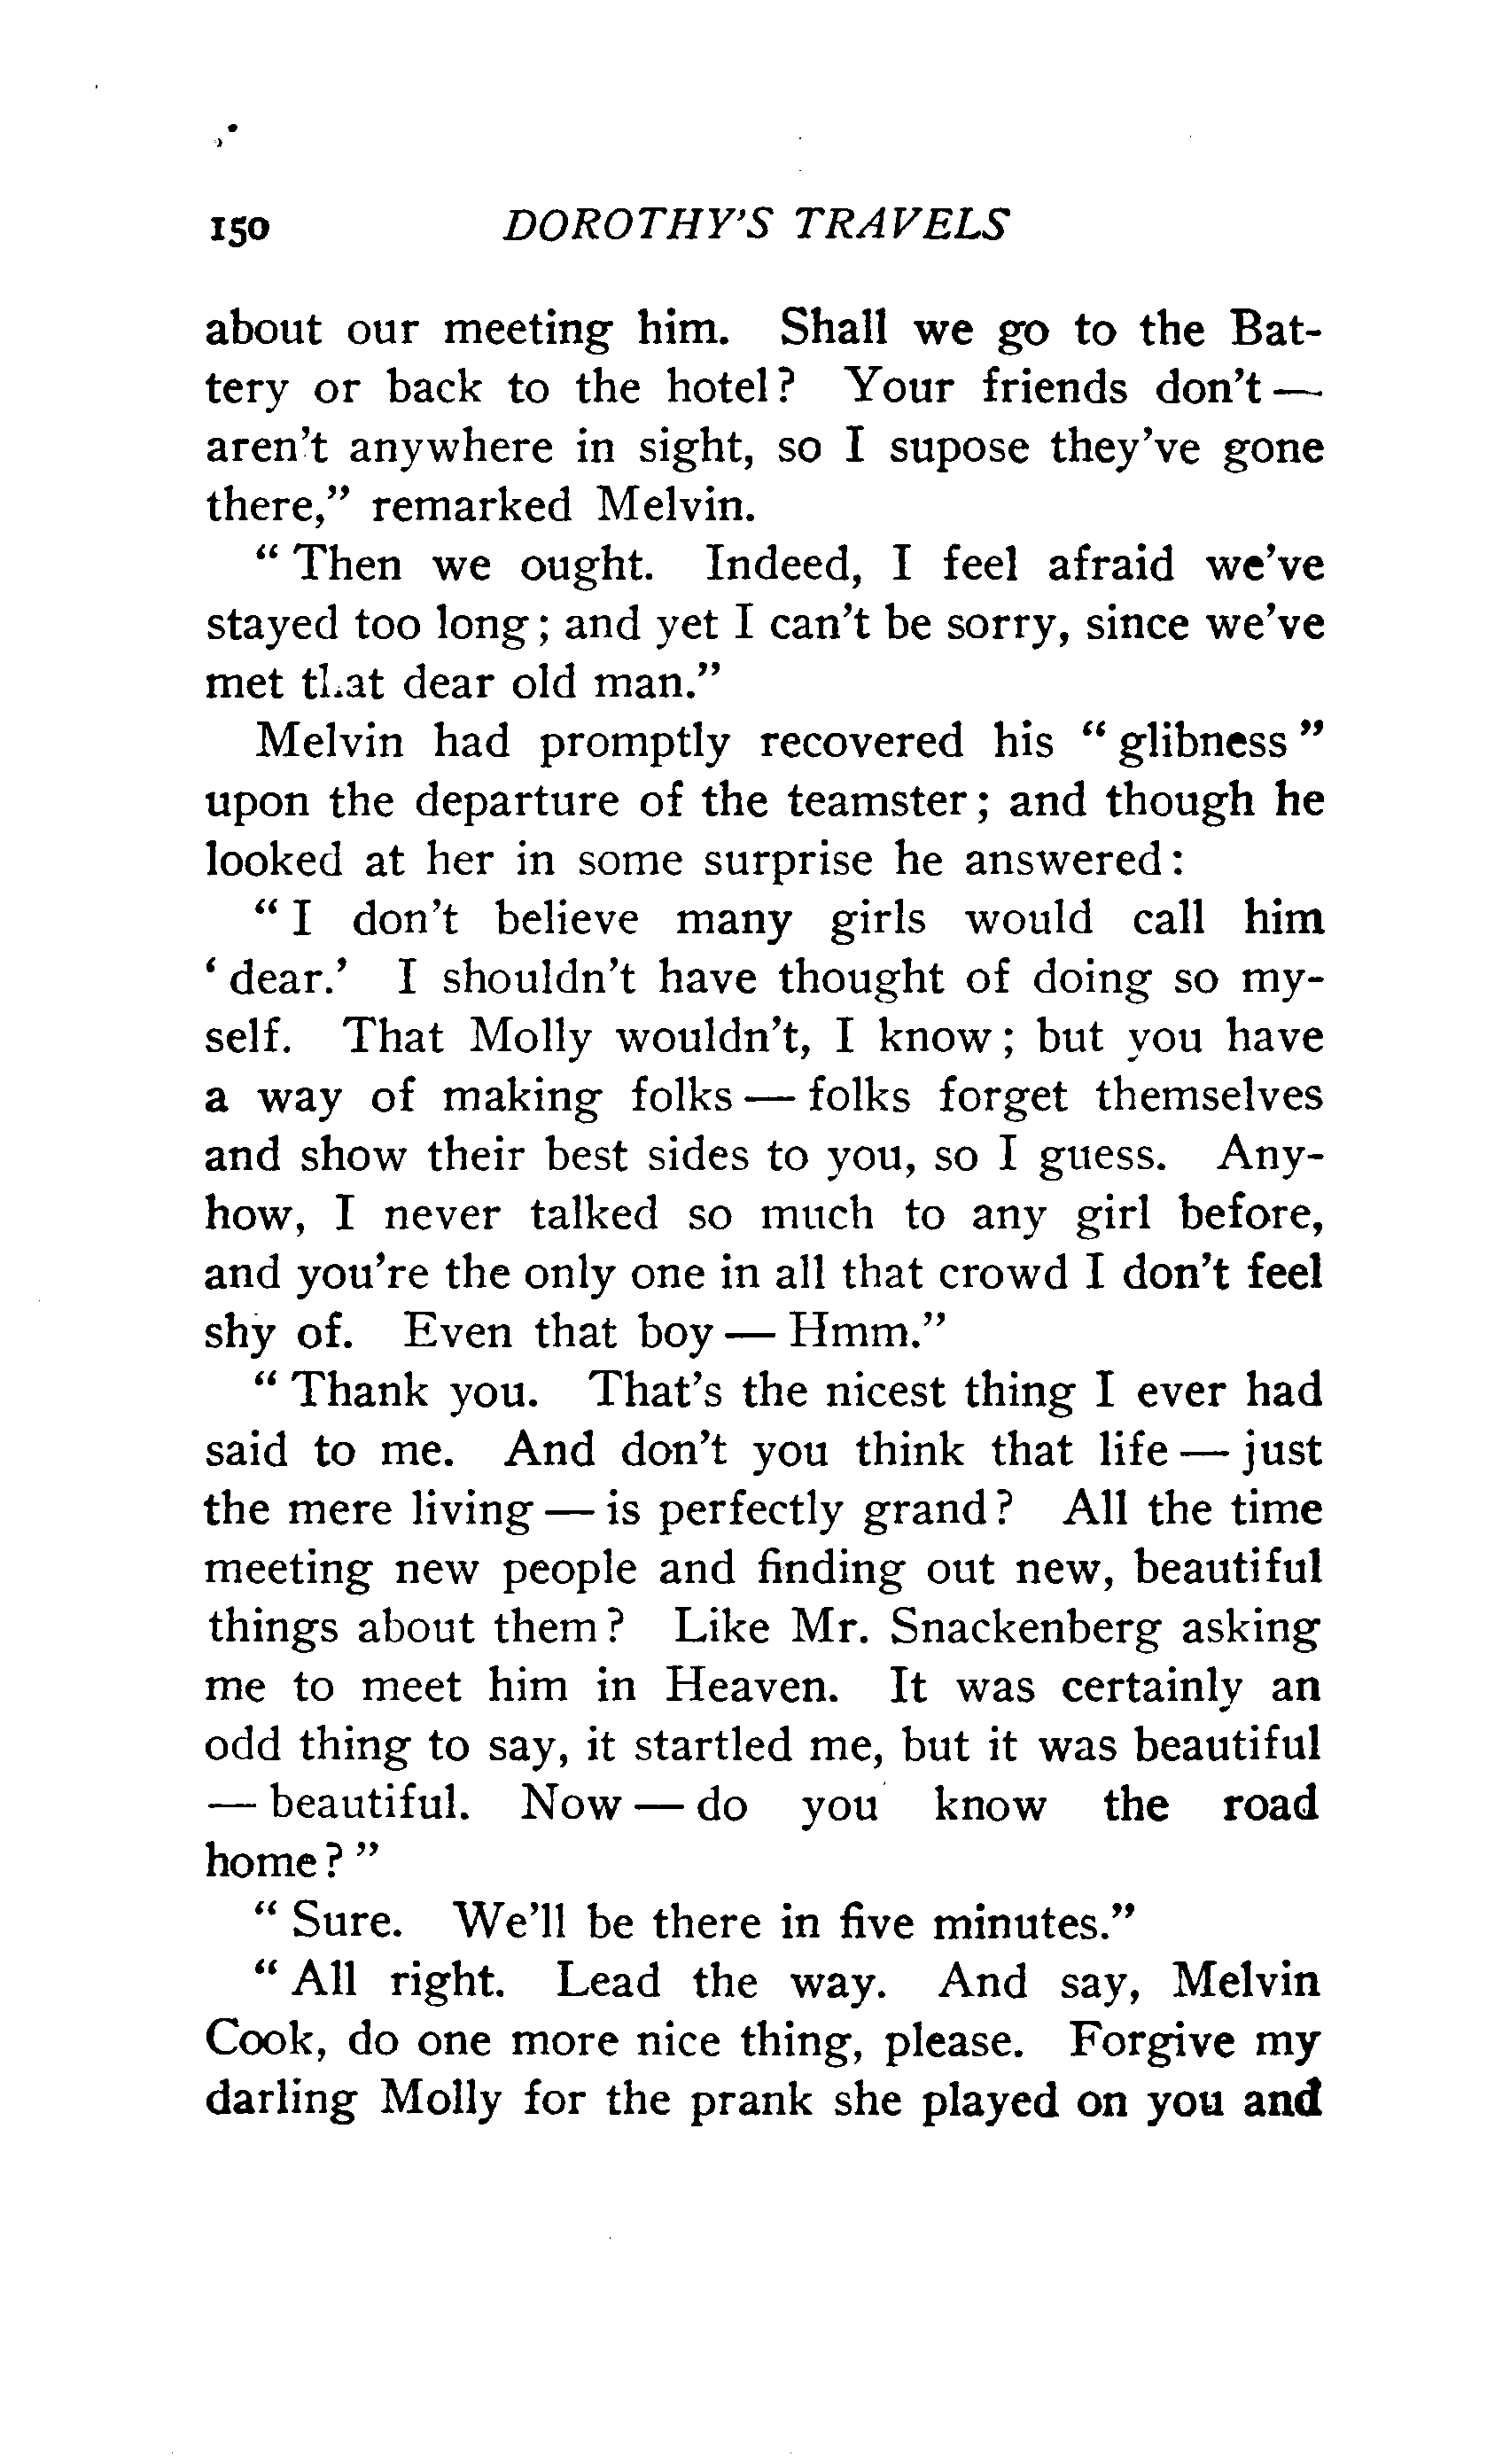 150 DOROTHY'S TRAVELS
about our meeting him. Shall we go to the Bat-
tery or back to the hotel? Your friends don't —
aren't anywhere in sight, so I supose they've gone
there," remarked Melvin.
" Then we ought. Indeed, I feel afraid we've
stayed too long; and yet I can't be sorry, since we've
met that dear old man."
Melvin had promptly recovered his " glibness "
upon the departure of the teamster; and though he
looked at her in some surprise he answered:
" I don't believe many girls would call him
' dear.' I shouldn't have thought of doing so my-
self. That Molly wouldn't, I know; but you have
a way of making folks — folks forget themselves
and show their best sides to you, so I guess. Any-
how, I never talked so much to any girl before,
and you're the only one in all that crowd I don't feel
shy of. Even that boy — Hmm."
" Thank you. That's the nicest thing I ever had
said to me. And don't you think that life — just
the mere living — is perfectly grand? All the time
meeting new people and finding out new, beautiful
things about them? Like Mr. Snackenberg asking
me to meet him in Heaven. It was certainly an
odd thing to say, it startled me, but it was beautiful
— beautiful. Now — do you know the road
home? "
" Sure. We'll be there in five minutes."
" All right. Lead the way. And say, Melvin
Cook, do one more nice thing, please. Forgive my
darling Molly for the prank she played on you and